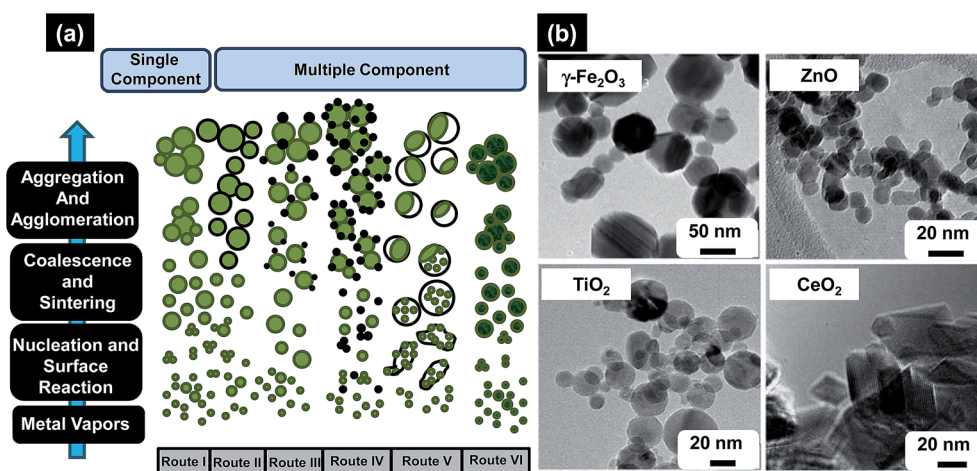 (a)
Single
Component
Multiple Component
Aggregation
And
Agglomeration
Coalescence
and
Sintering
Nucleation and
Surface
Reaction
Metal Vapors
Route I
Route II
Route III
Route IV
Route V
Route VI
(b)
γ-Fe₂O₃
50 nm
ZnO
20 nm
TiO₂
20 nm
CeO₂
20 nm